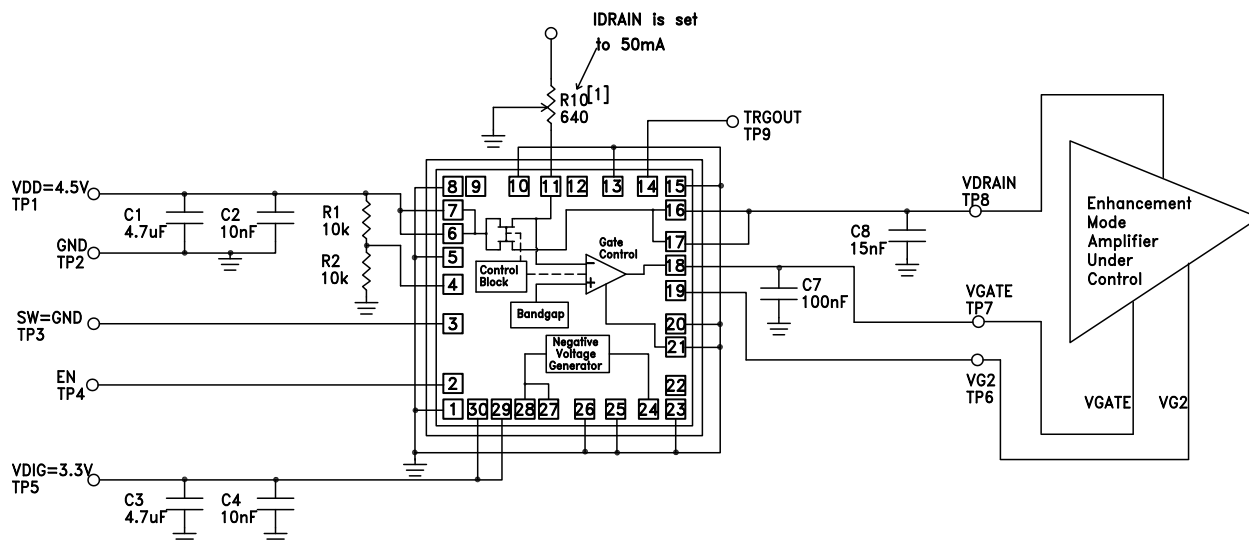 IDRAIN is set
to 50mA
R10[1]
640
TRGOUT
TP9
VDD=4.5V
TP1
C1
4.7uF
C2
10nF
R1
10k
GND
TP2
R2
10k
SW=GND
TP3
EN
TP4
VDIG=3.3V
TP5
C3
4.7uF
C4
10nF
8 9 10 11 12 13 14 15
7
6
5
4
3
2
1
16
17
18
19
20
21
22
30 29 28 27 26 25 24 23
Gate
Control
Control
Block
Bandgap
Negative
Voltage
Generator
−
+
VDRAIN
TP8
C8
15nF
C7
100nF
VGATE
TP7
VG2
TP6
Enhancement
Mode
Amplifier
Under
Control
VGATE
VG2